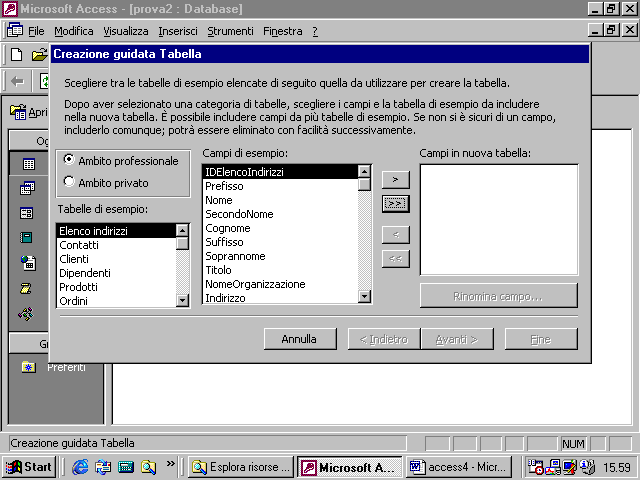 Microsoft Access - [prova2 : Database]
File Modifica Visualizza Inserisci Strumenti Finestra ?
Creazione guidata Tabella
Scegliere tra le tabelle di esempio elencate di seguito quella da utilizzare per creare la tabella.
Dopo aver selezionato una categoria di tabelle, scegliere i campi e la tabella di esempio da includere
nella nuova tabella. È possibile includere campi da più tabelle di esempio. Se non si è sicuri di un campo,
includerlo comunque; potrà essere eliminato con facilità successivamente.
Apri
Og
Ambito professionale
Ambito privato
Tabelle di esempio:
Elenco indirizzi
Contatti
Clienti
Dipendenti
Prodotti
Ordini
Campi di esempio:
IDElencoIndirizzi
Prefisso
Nome
SecondoNome
Cognome
Suffisso
Soprannome
Titolo
NomeOrganizzazione
Indirizzo
>
>>
<
<<
Campi in nuova tabella:
Rinomina campo...
Annulla
< Indietro
Avanti >
Fine
Preferiti
Creazione guidata Tabella
NUM
Start
»
Esplora risorse ...
Microsoft A...
access4 - Micr...
15.59